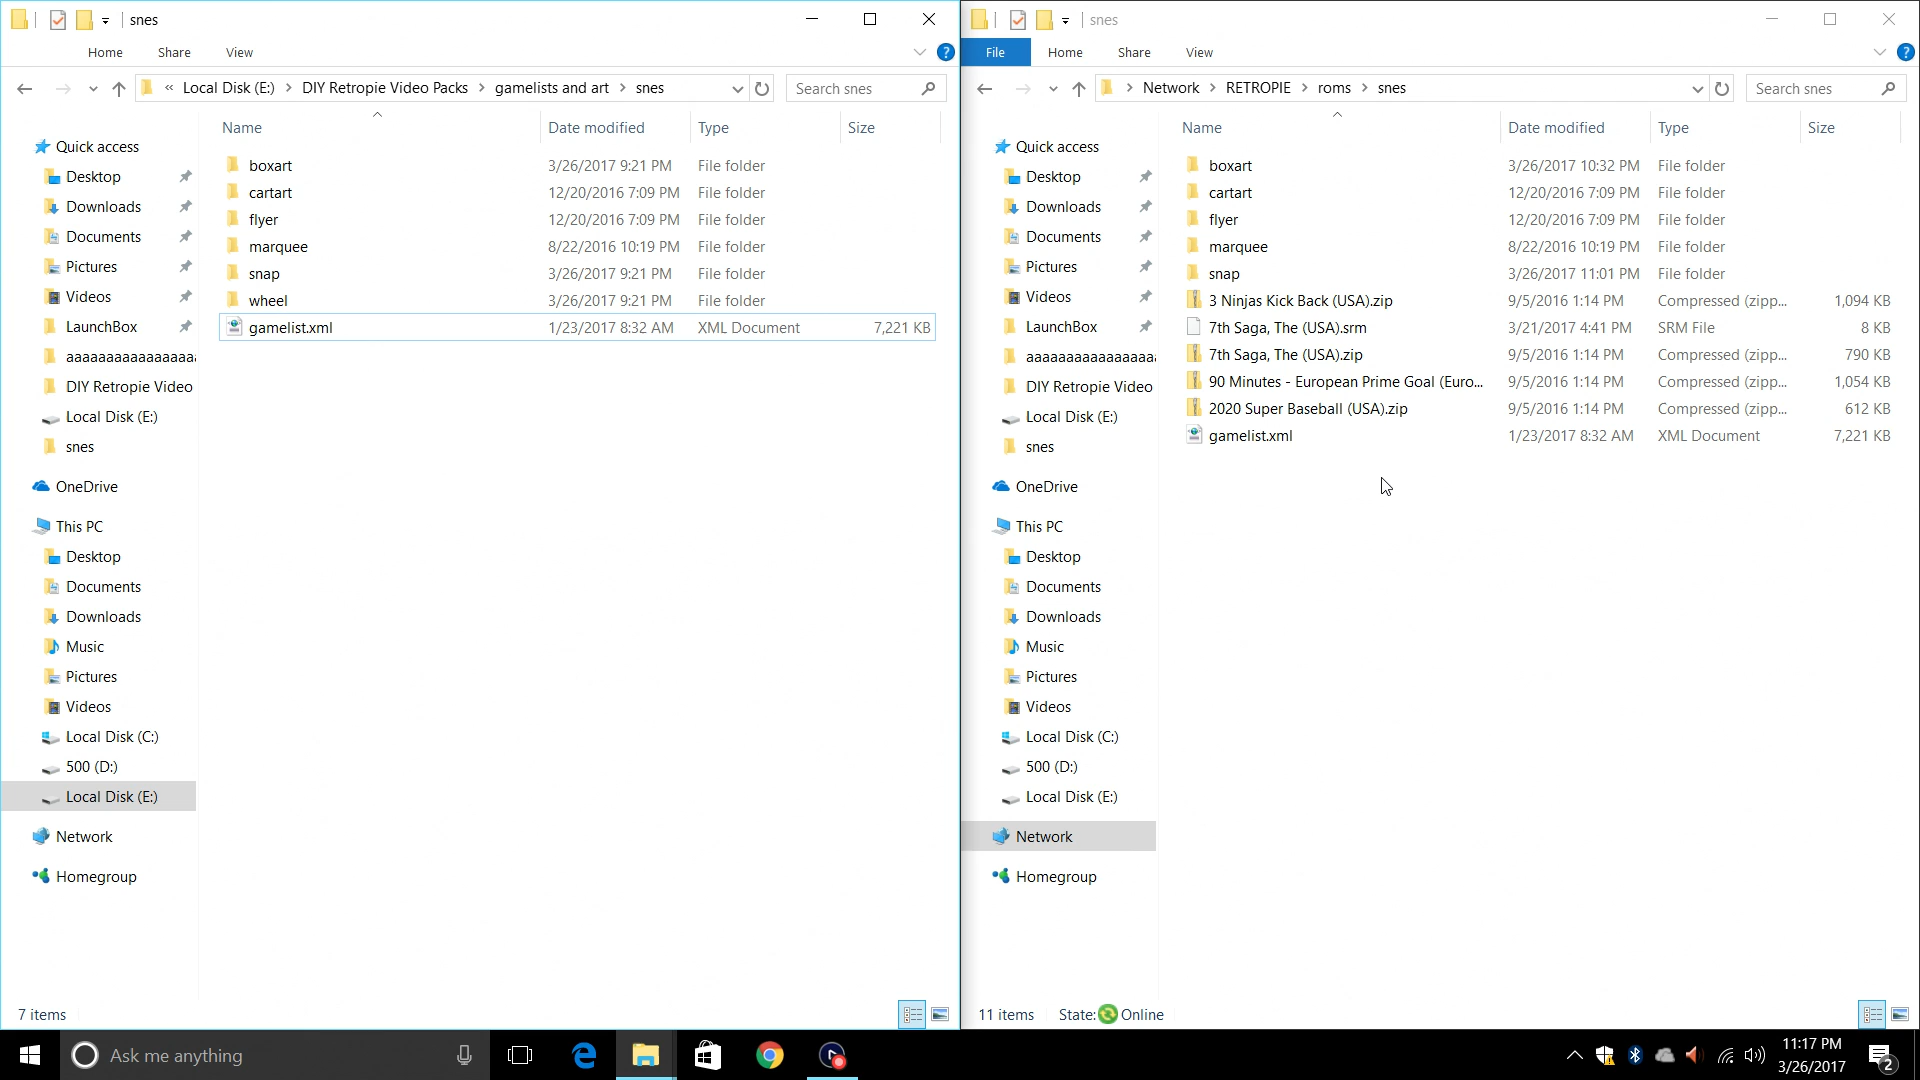 snes
Home Share View
« Local Disk (E:) › DIY Retropie Video Packs › gamelists and art › snes
Search snes
Name Date modified Type Size
Quick access
Desktop
Downloads
Documents
Pictures
Videos
LaunchBox
aaaaaaaaaaaaaaaa
DIY Retropie Video
Local Disk (E:)
snes
OneDrive
This PC
Desktop
Documents
Downloads
Music
Pictures
Videos
Local Disk (C:)
500 (D:)
Local Disk (E:)
Network
Homegroup
boxart 3/26/2017 9:21 PM File folder
cartart 12/20/2016 7:09 PM File folder
flyer 12/20/2016 7:09 PM File folder
marquee 8/22/2016 10:19 PM File folder
snap 3/26/2017 9:21 PM File folder
wheel 3/26/2017 9:21 PM File folder
gamelist.xml 1/23/2017 8:32 AM XML Document 7,221 KB
7 items
snes
File Home Share View
› Network › RETROPIE › roms › snes
Search snes
Name Date modified Type Size
Quick access
Desktop
Downloads
Documents
Pictures
Videos
LaunchBox
aaaaaaaaaaaaaaaa
DIY Retropie Video
Local Disk (E:)
snes
OneDrive
This PC
Desktop
Documents
Downloads
Music
Pictures
Videos
Local Disk (C:)
500 (D:)
Local Disk (E:)
Network
Homegroup
boxart 3/26/2017 10:32 PM File folder
cartart 12/20/2016 7:09 PM File folder
flyer 12/20/2016 7:09 PM File folder
marquee 8/22/2016 10:19 PM File folder
snap 3/26/2017 11:01 PM File folder
3 Ninjas Kick Back (USA).zip 9/5/2016 1:14 PM Compressed (zipp... 1,094 KB
7th Saga, The (USA).srm 3/21/2017 4:41 PM SRM File 8 KB
7th Saga, The (USA).zip 9/5/2016 1:14 PM Compressed (zipp... 790 KB
90 Minutes - European Prime Goal (Euro... 9/5/2016 1:14 PM Compressed (zipp... 1,054 KB
2020 Super Baseball (USA).zip 9/5/2016 1:14 PM Compressed (zipp... 612 KB
gamelist.xml 1/23/2017 8:32 AM XML Document 7,221 KB
11 items State: Online
Ask me anything
11:17 PM
3/26/2017
2